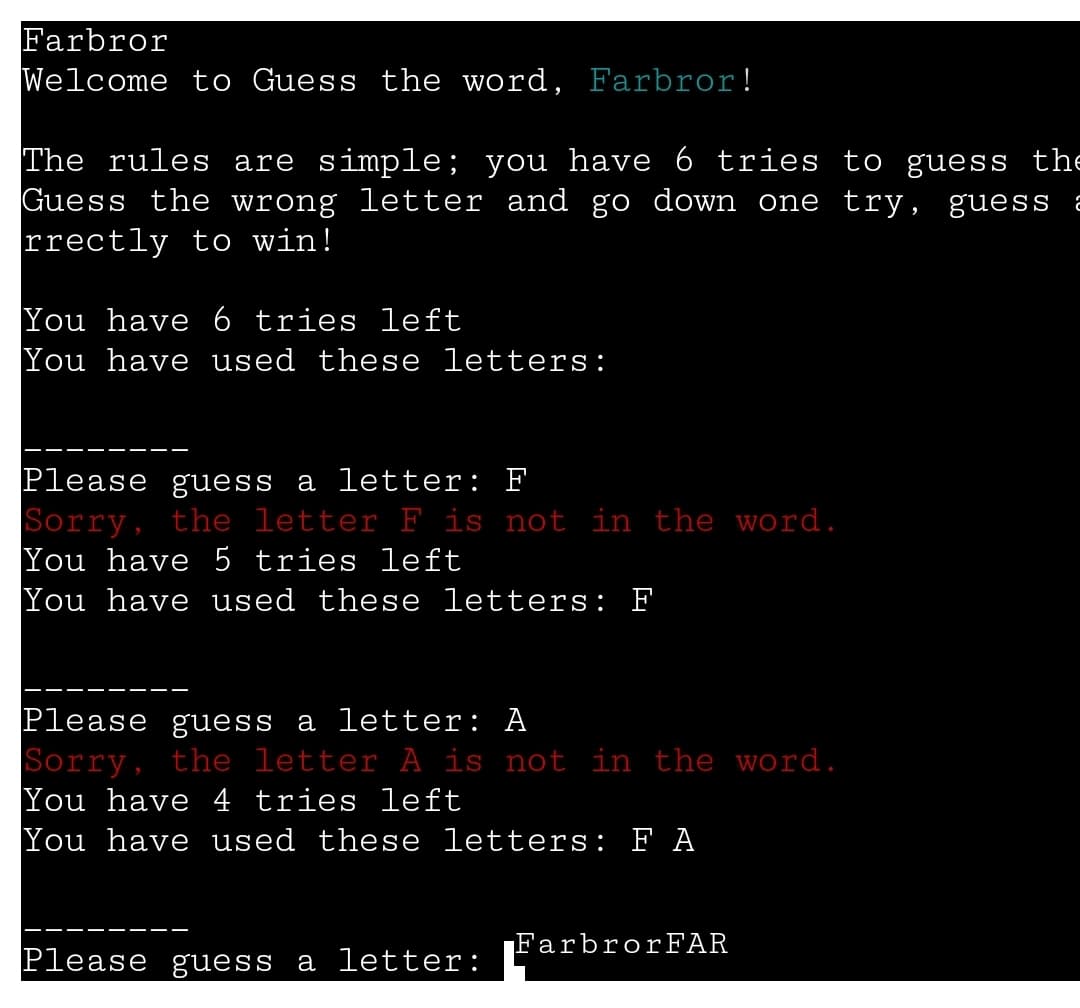 Farbror
Welcome to Guess the word, Farbror!
The rules are simple; you have 6 tries to guess the
Guess the wrong letter and go down one try, guess a
rrectly to win!
You have 6 tries left
You have used these letters:
________
Please guess a letter: F
Sorry, the letter F is not in the word.
You have 5 tries left
You have used these letters: F
________
Please guess a letter: A
Sorry, the letter A is not in the word.
You have 4 tries left
You have used these letters: F A
________
Please guess a letter: FarbrorFAR